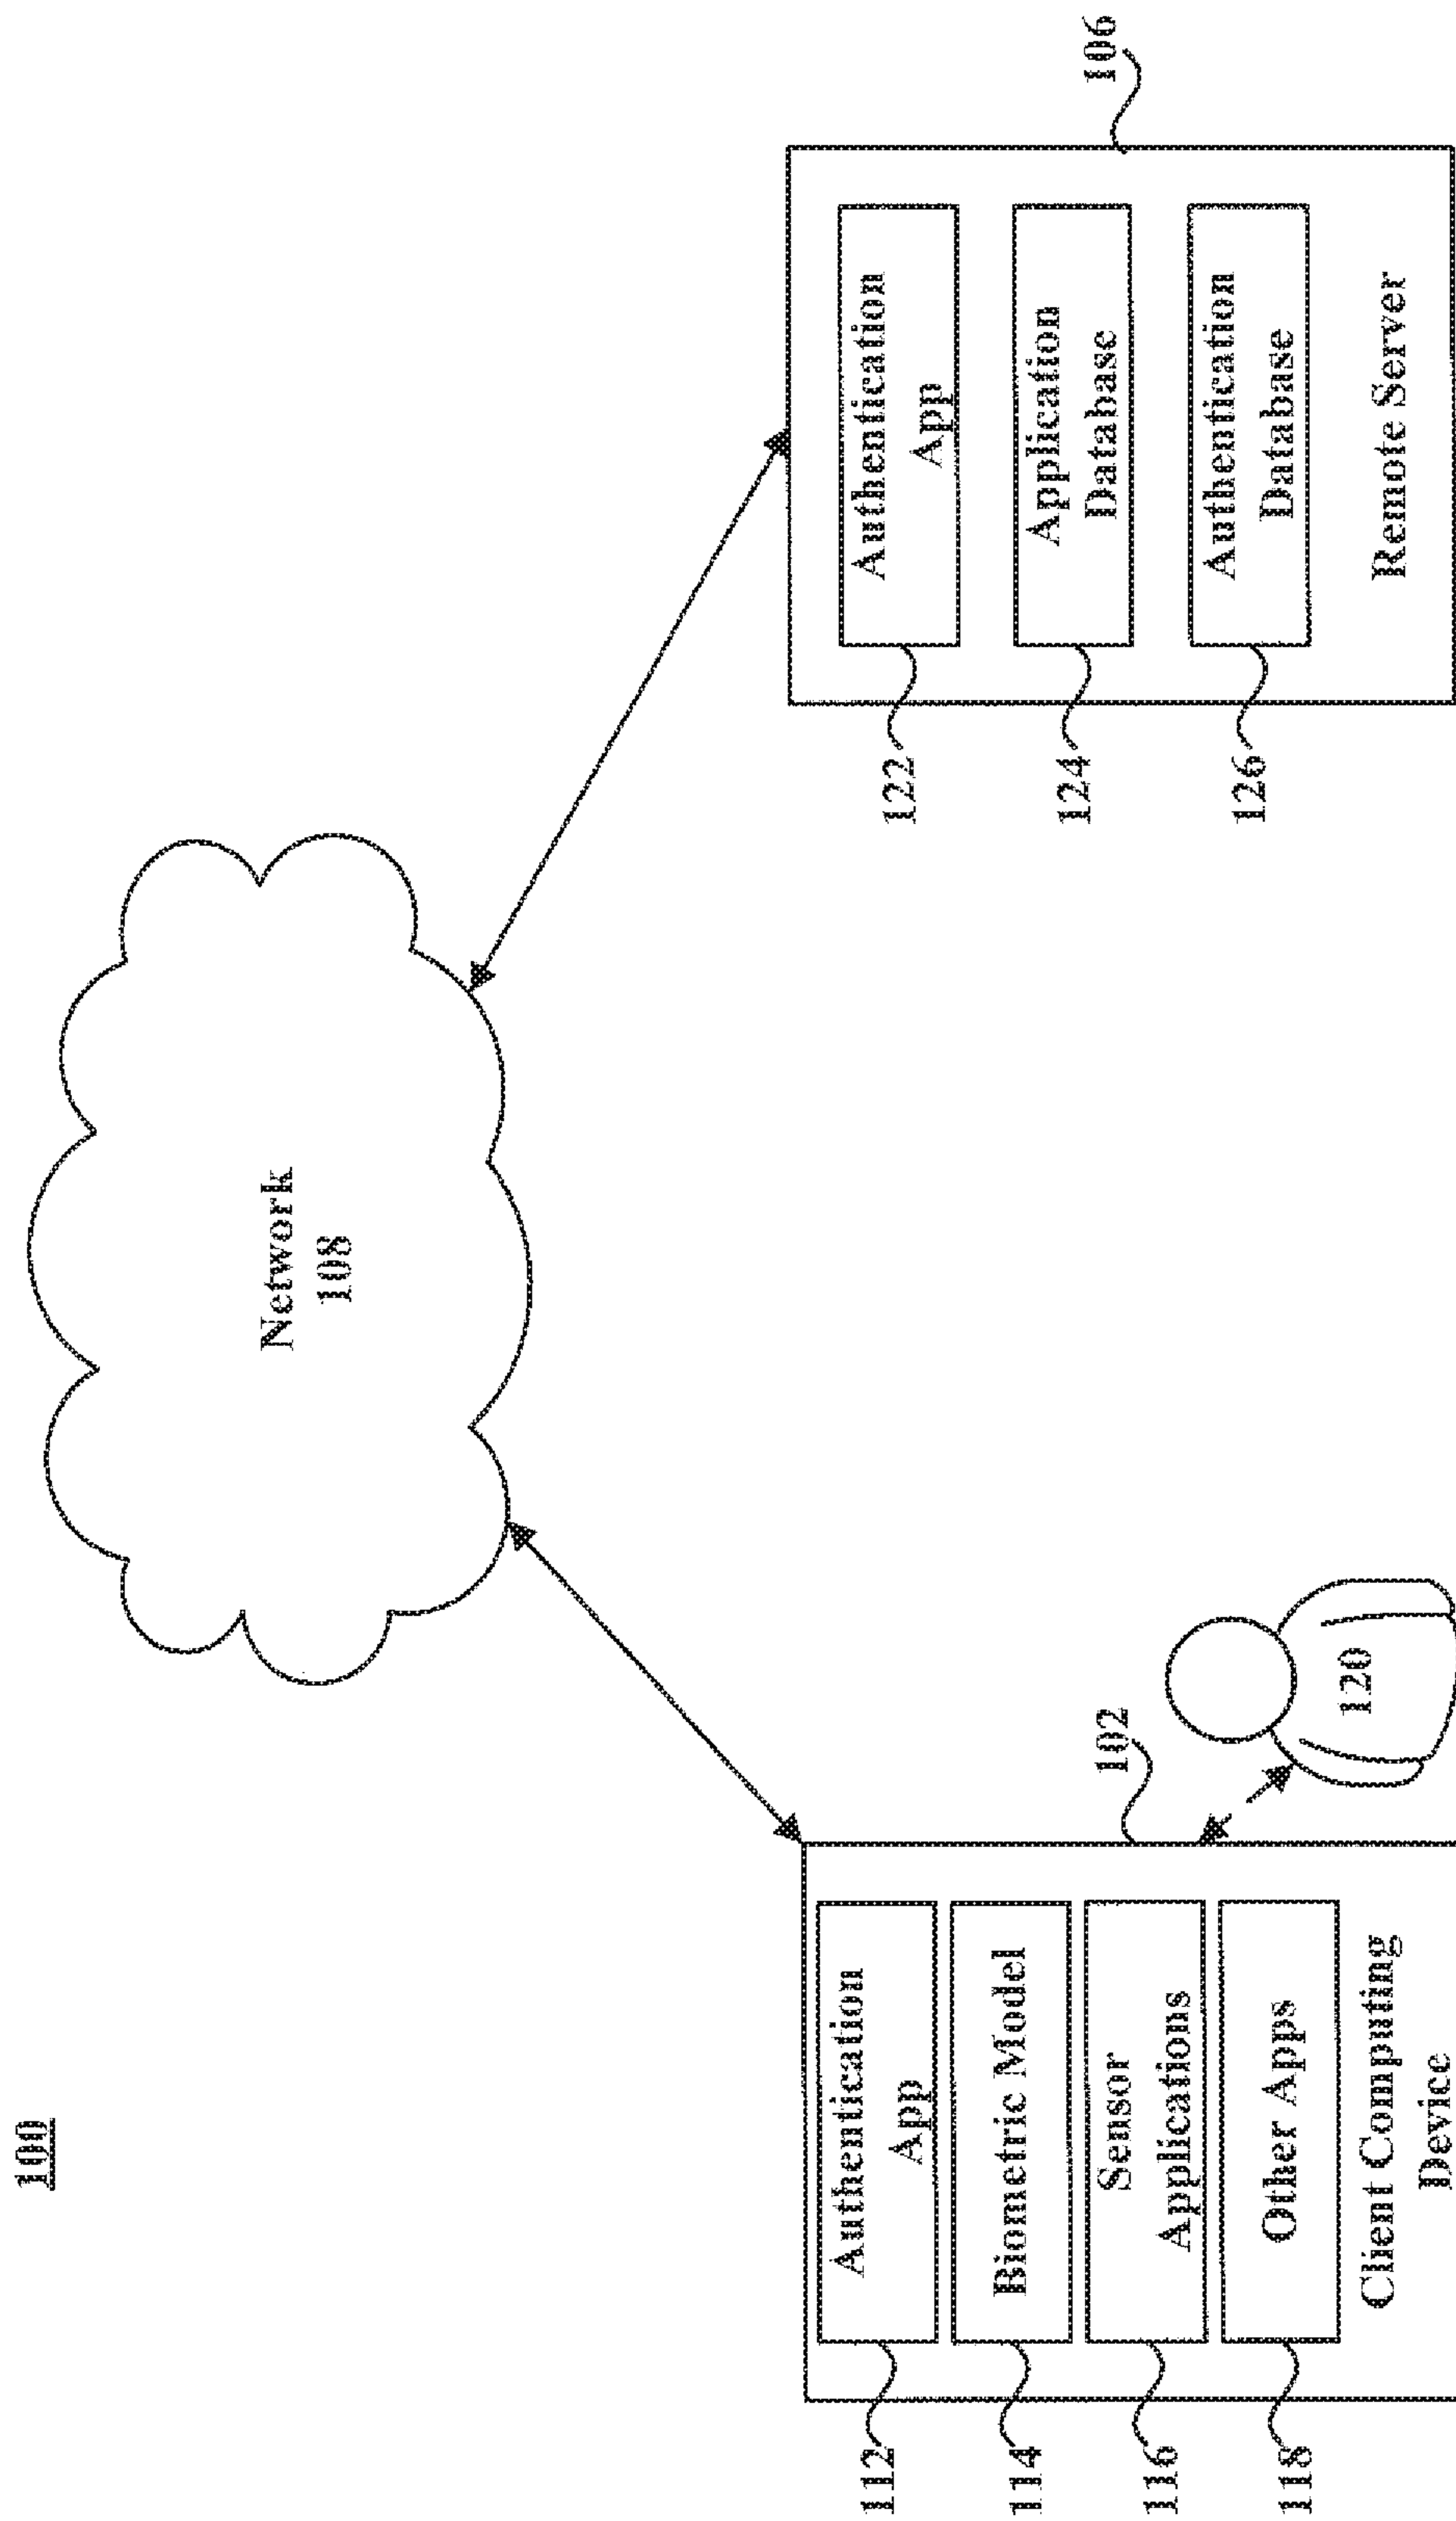 100
Network
108
112
Authentication
App
114
Biometric Model
116
Sensor
Applications
118
Other Apps
Client Computing
Device
102
120
122
Authentication
App
124
Application
Database
126
Authentication
Database
Remote Server
106